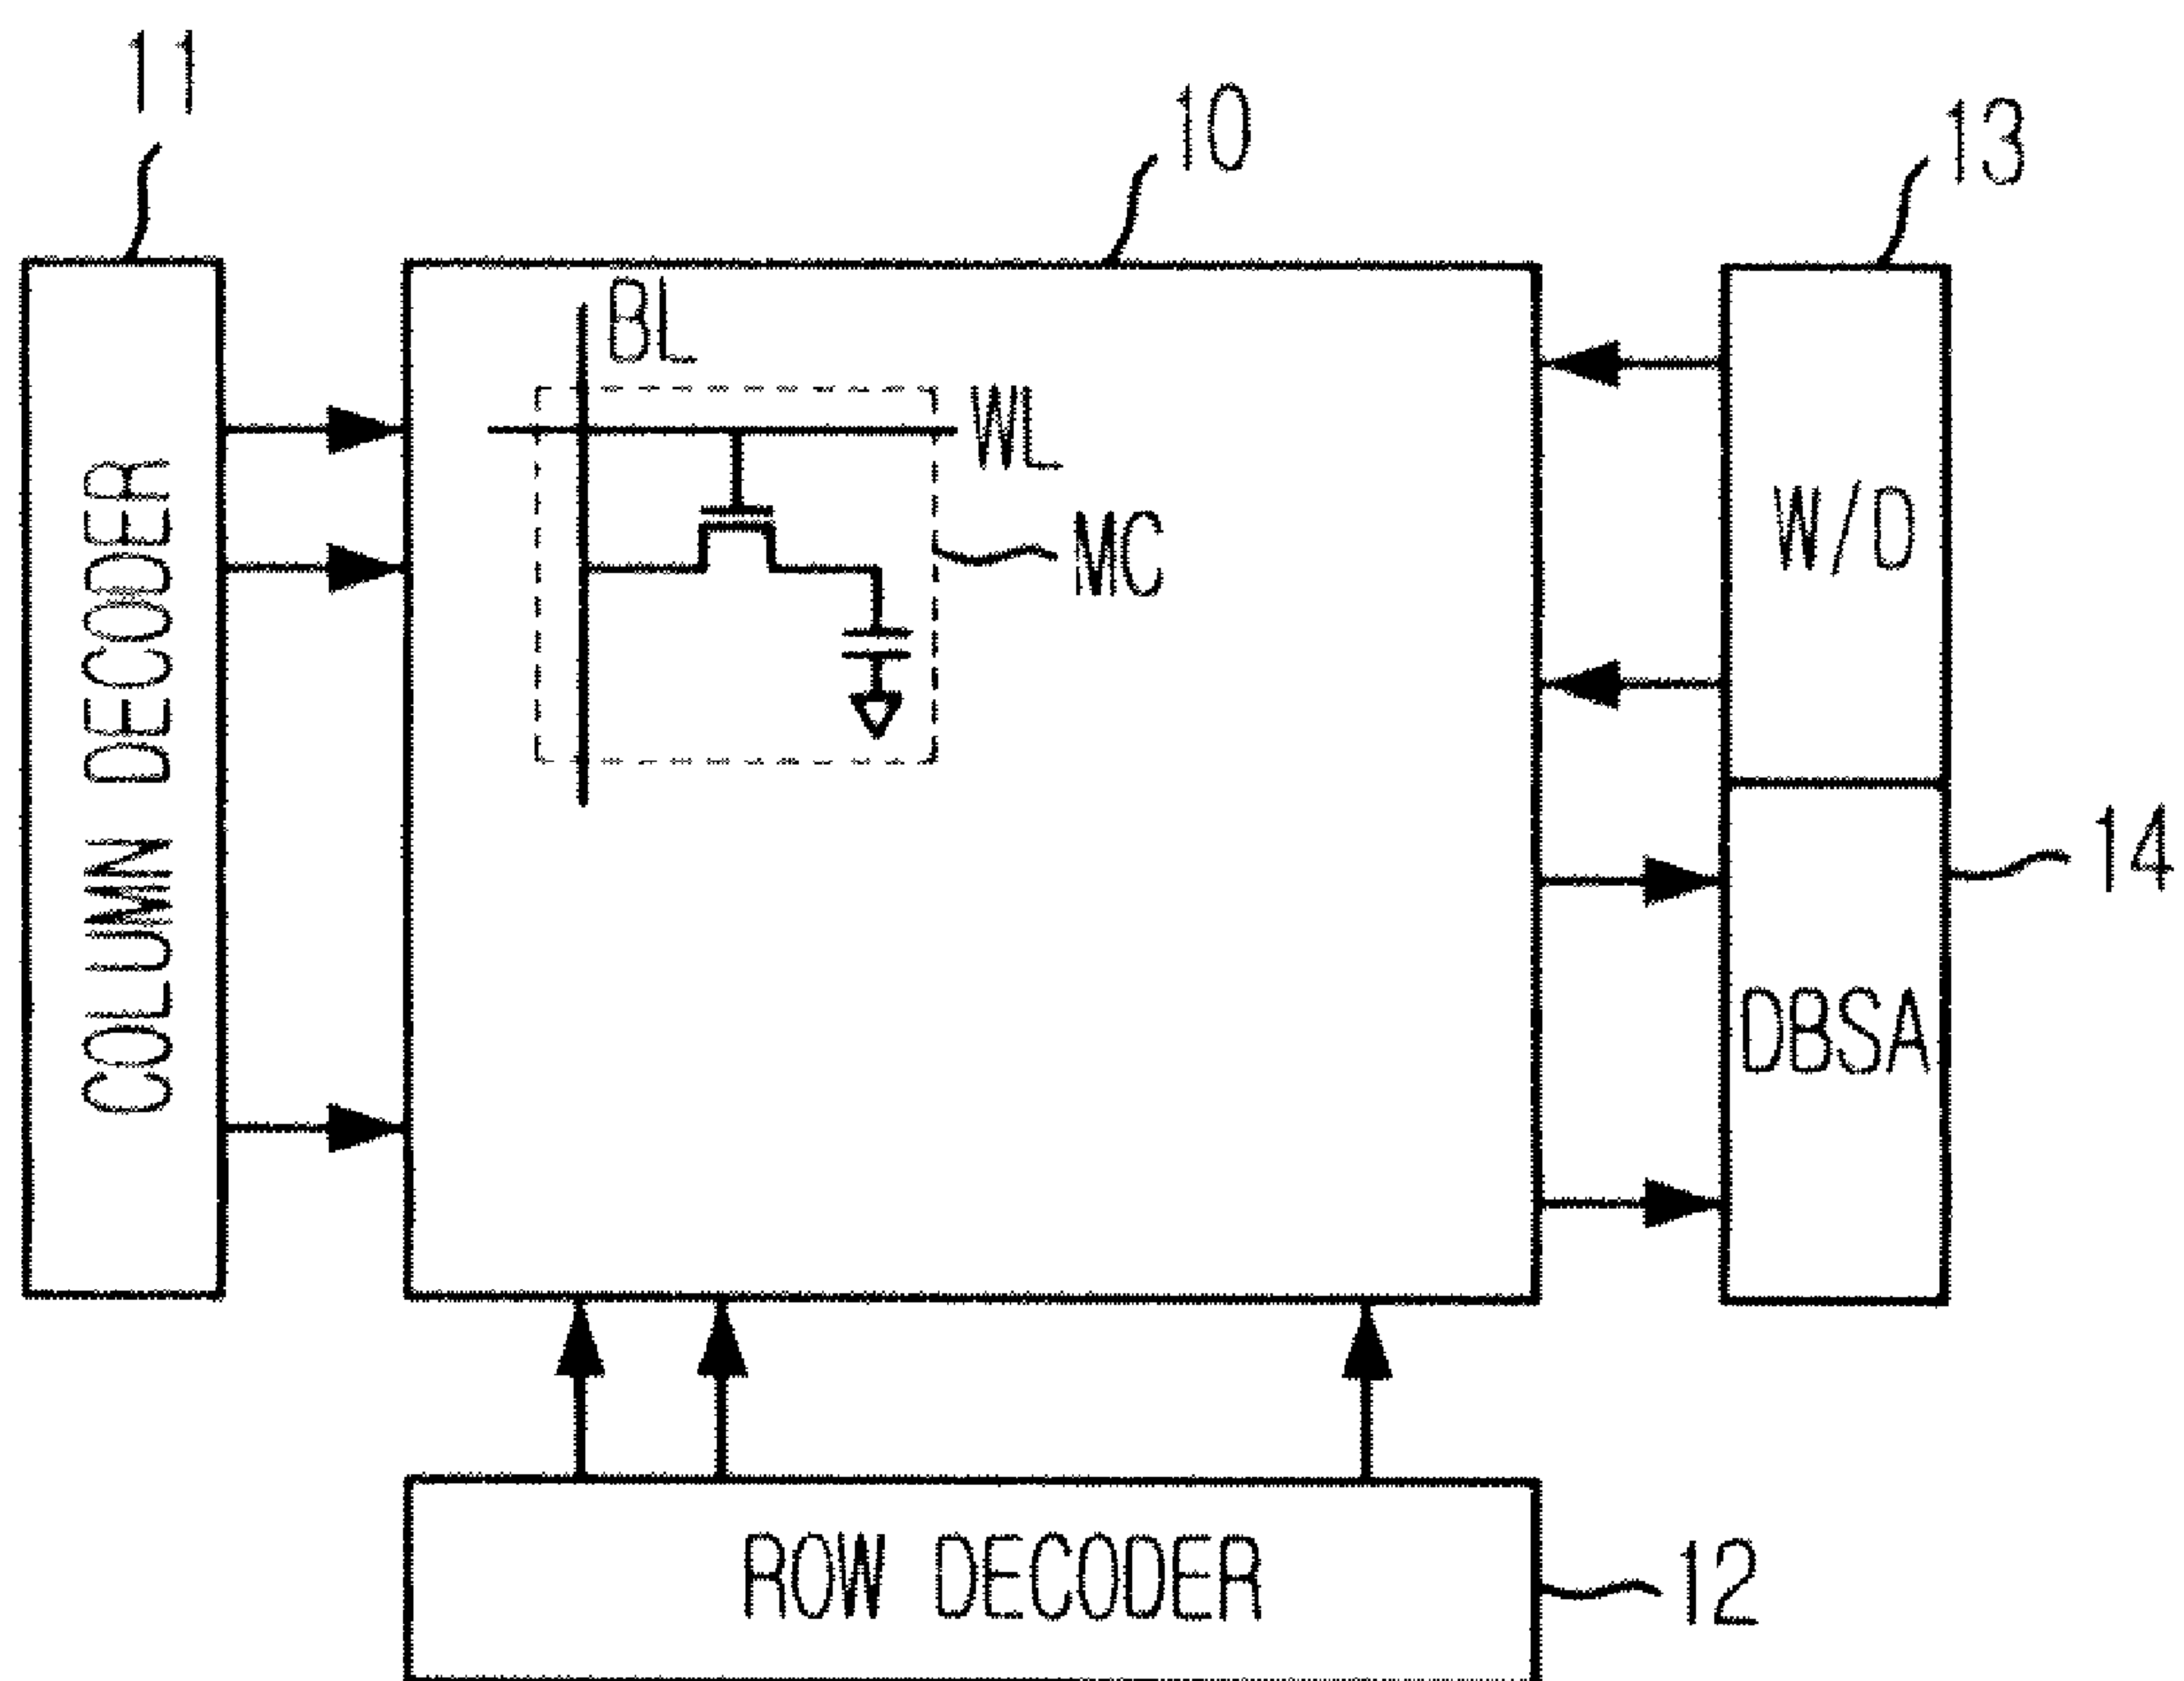 11
10
13
BL
WL
MC
W/D
COLUMN DECODER
14
DBSA
ROW DECODER
12